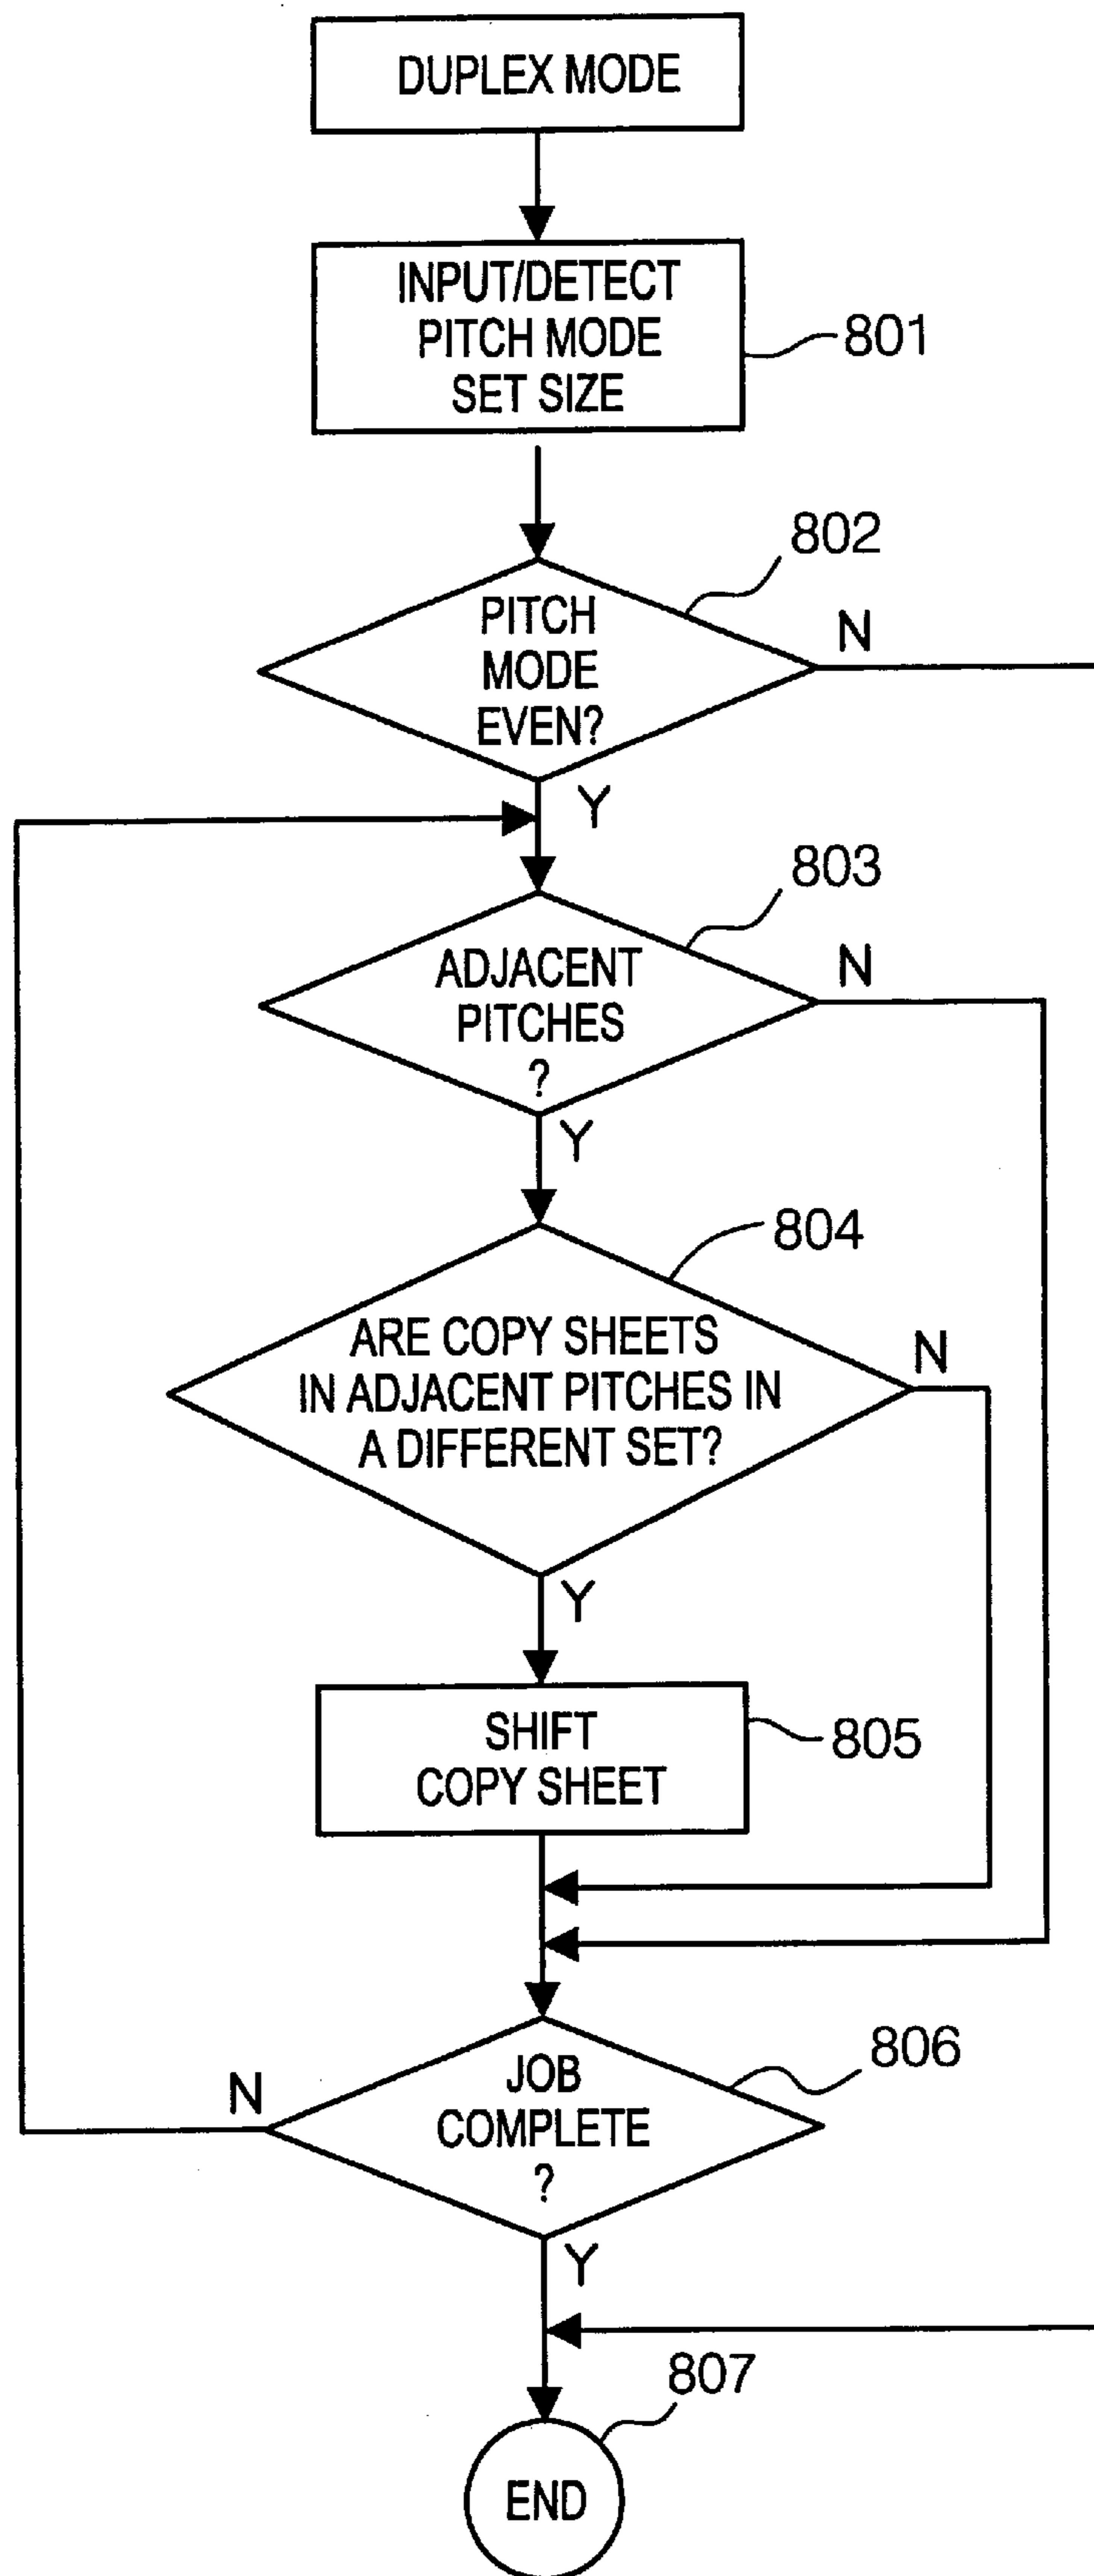 DUPLEX MODE
INPUT/DETECT
PITCH MODE
SET SIZE
801
802
PITCH
MODE
EVEN?
N
Y
803
ADJACENT
PITCHES
?
N
Y
804
ARE COPY SHEETS
IN ADJACENT PITCHES IN
A DIFFERENT SET?
N
Y
SHIFT
COPY SHEET
805
806
JOB
COMPLETE
?
N
Y
807
END